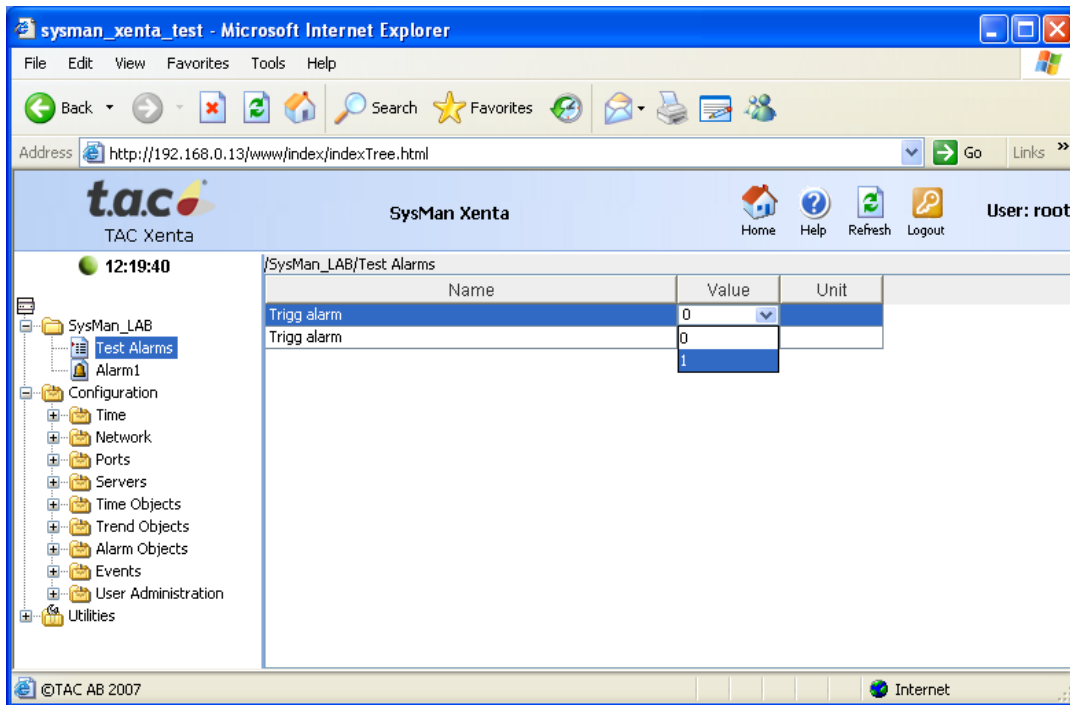 sysman_xenta_test - Microsoft Internet Explorer
File Edit View Favorites Tools Help
Back Search Favorites
Address http://192.168.0.13/www/index/indexTree.html Go Links »
t.a.c
TAC Xenta
SysMan Xenta
Home Help Refresh Logout
User: root
12:19:40
/SysMan_LAB/Test Alarms
Name Value Unit
Trigg alarm 0
Trigg alarm
0
1
SysMan_LAB
Test Alarms
Alarm1
Configuration
Time
Network
Ports
Servers
Time Objects
Trend Objects
Alarm Objects
Events
User Administration
Utilities
©TAC AB 2007
Internet